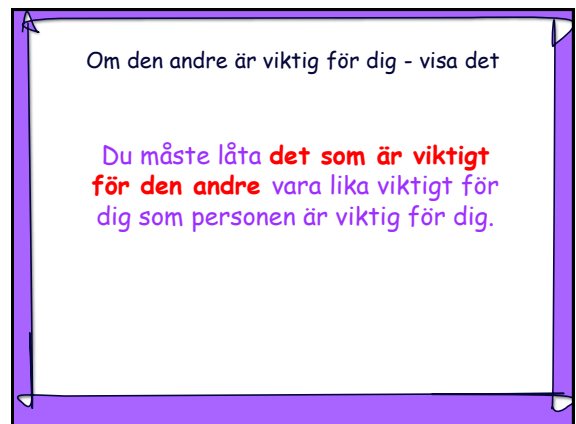 Om den andre är viktig för dig - visa det
Du måste låta det som är viktigt
för den andre vara lika viktigt för
dig som personen är viktig för dig.